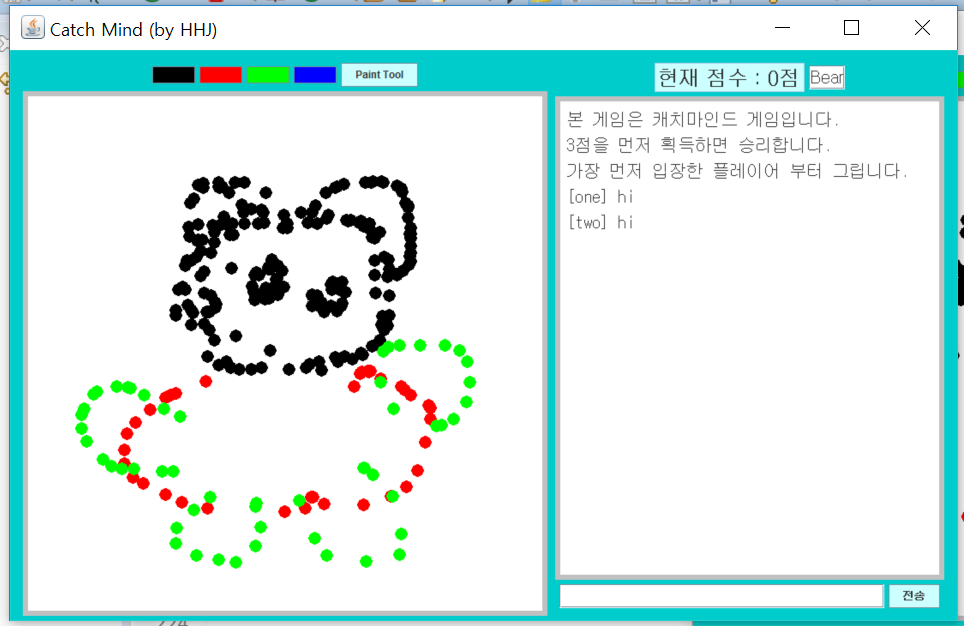 Catch Mind (by HHJ)
Paint Tool
현재 점수 : 0점
Bear
본 게임은 캐치마인드 게임입니다.
3점을 먼저 획득하면 승리합니다.
가장 먼저 입장한 플레이어 부터 그립니다.
[one] hi
[two] hi
전송